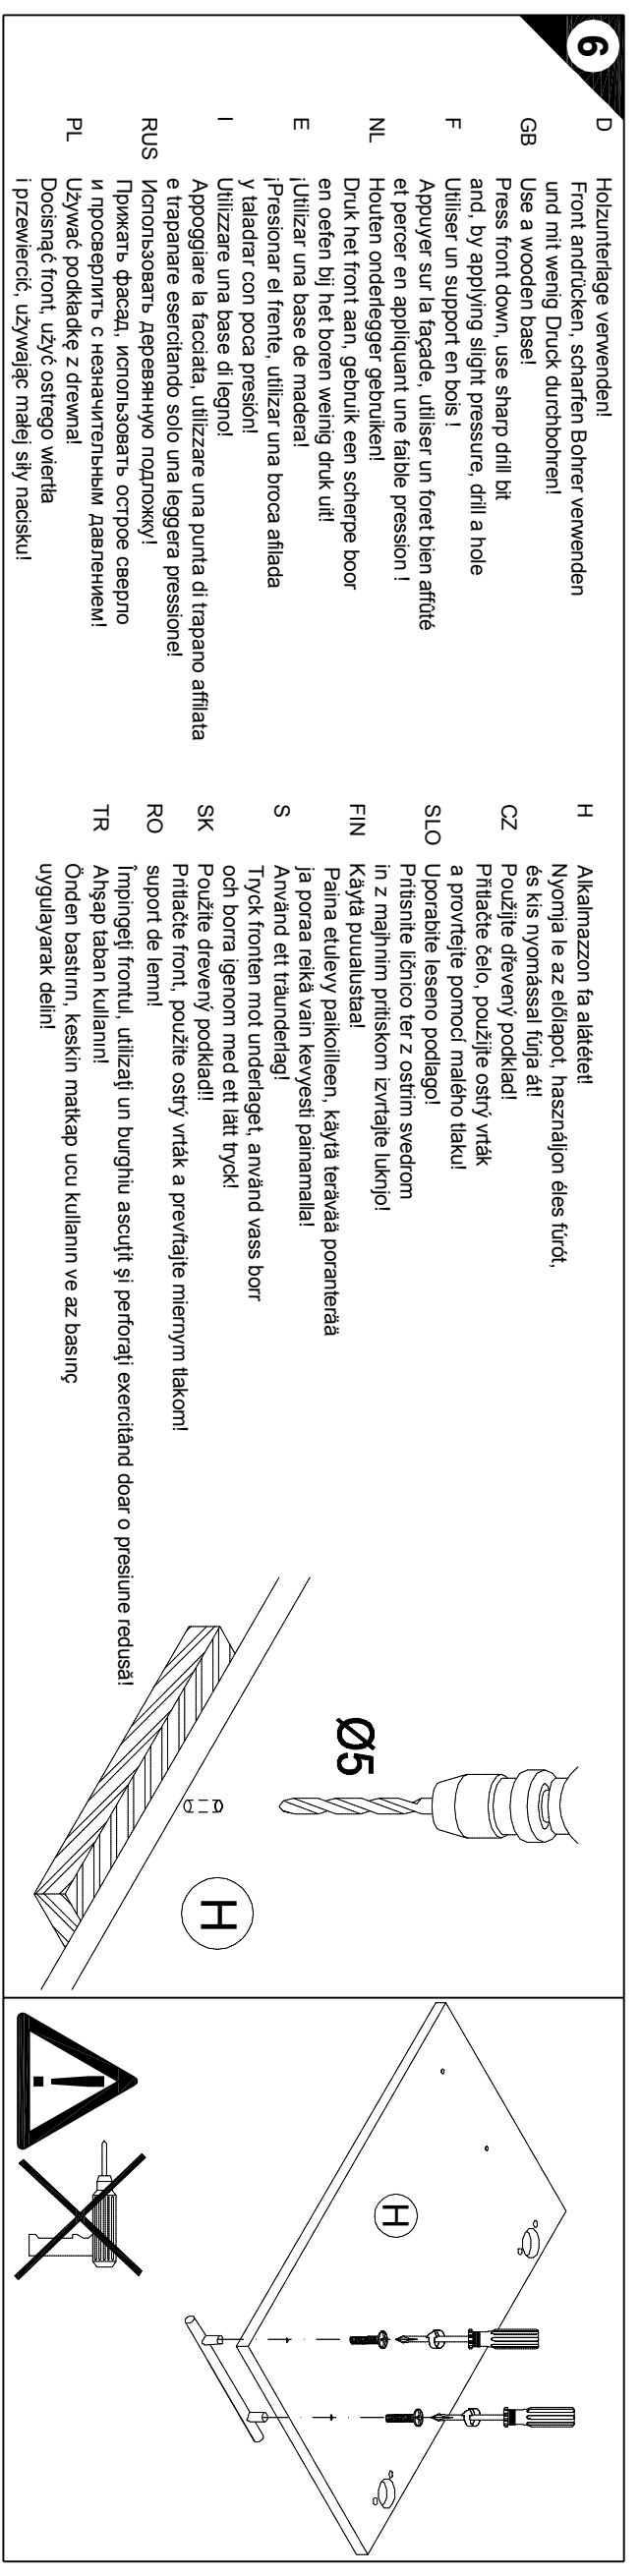 6
D
Holzunterlage verwenden!
Front andrücken, scharfen Bohrer verwenden
und mit wenig Druck durchbohren!
GB
Use a wooden base!
Press front down, use sharp drill bit
and, by applying slight pressure, drill a hole
F
Utiliser un support en bois !
Appuyer sur la façade, utiliser un foret bien affûté
et percer en appliquant une faible pression !
NL
Houten onderlegger gebruiken!
Druk het front aan, gebruik een scherpe boor
en oefen bij het boren weinig druk uit!
E
¡Utilizar una base de madera!
¡Presionar el frente, utilizar una broca afilada
y taladrar con poca presión!
I
Utilizzare una base di legno!
Appoggiare la facciata, utilizzare una punta di trapano affilata
e trapanare esercitando solo una leggera pressione!
RUS
Использовать деревянную подложку!
Прижать фасад, использовать острое сверло
и просверлить с незначительным давлением!
PL
Używać podkładkę z drewna!
Docisnąć front, użyć ostrego wiertła
i przewiercić, używając małej siły nacisku!
H
Alkalmazzon fa alátétet!
Nyomja le az előlapot, használjon éles fúrót,
és kis nyomással fúrja át!
CZ
Použijte dřevený podklad!
Přitlačte čelo, použijte ostrý vrták
a provrtejte pomocí malého tlaku!
SLO
Uporabite leseno podlago!
Pritisnite ličnico ter z ostrim svedrom
in z majhnim pritiskom izvrtajte luknjo!
FIN
Käytä puualustaa!
Paina etulevy paikoilleen, käytä terävää poranterää
ja poraa reikä vain kevyesti painamalla!
S
Använd ett träunderlag!
Tryck fronten mot underlaget, använd vass borr
och borra igenom med ett lätt tryck!
SK
Použite drevený podklad!!
Pritlačte front, použite ostrý vrták a prevŕtajte miernym tlakom!
RO
suport de lemn!
Împingeţi frontul, utilizaţi un burghiu ascuţit şi perforaţi exercitând doar o presiune redusă!
TR
Ahşap taban kullanın!
Önden bastırın, keskin matkap ucu kullanın ve az basınç
uygulayarak delin!
Ø5
H
H